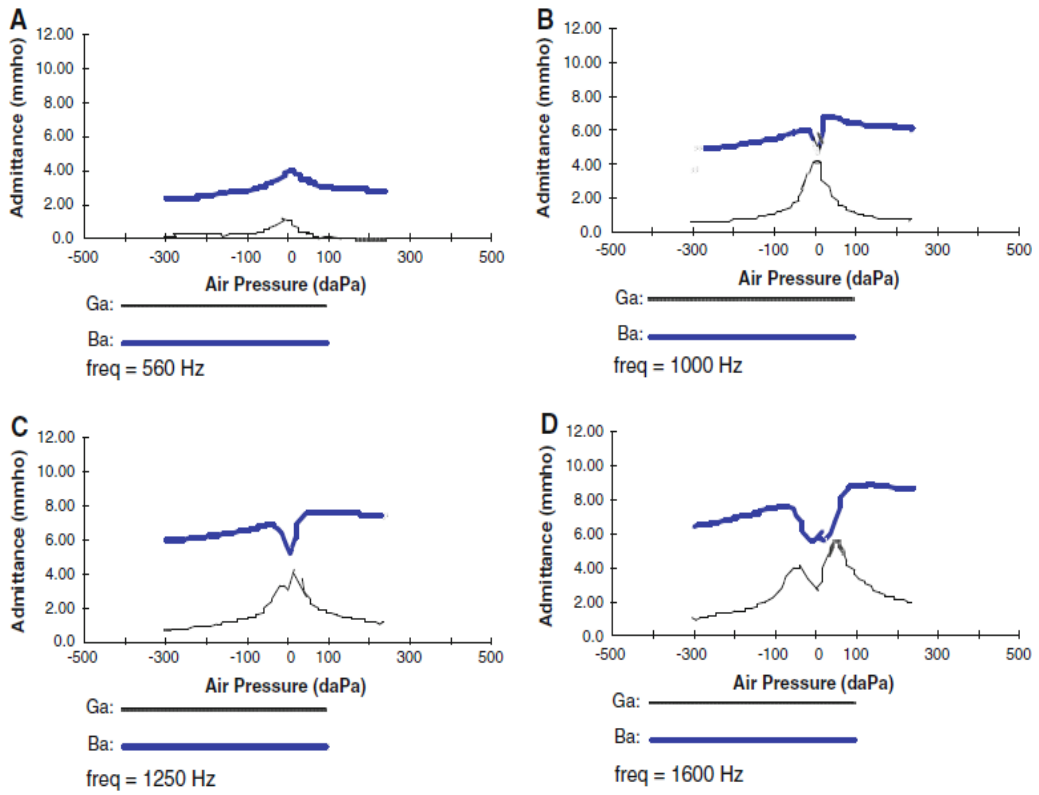 A
Admittance (mmho)
12.00
10.00
8.00
6.00
4.00
2.00
0.0
-500 -300 -100 0 100 300 500
Air Pressure (daPa)
Ga:
Ba:
freq = 560 Hz
B
Admittance (mmho)
12.00
10.00
8.00
6.00
4.00
2.00
0.0
-500 -300 -100 0 100 300 500
Air Pressure (daPa)
Ga:
Ba:
freq = 1000 Hz
C
Admittance (mmho)
12.00
10.00
8.00
6.00
4.00
2.00
0.0
-500 -300 -100 0 100 300 500
Air Pressure (daPa)
Ga:
Ba:
freq = 1250 Hz
D
Admittance (mmho)
12.00
10.00
8.00
6.00
4.00
2.00
0.0
-500 -300 -100 0 100 300 500
Air Pressure (daPa)
Ga:
Ba:
freq = 1600 Hz